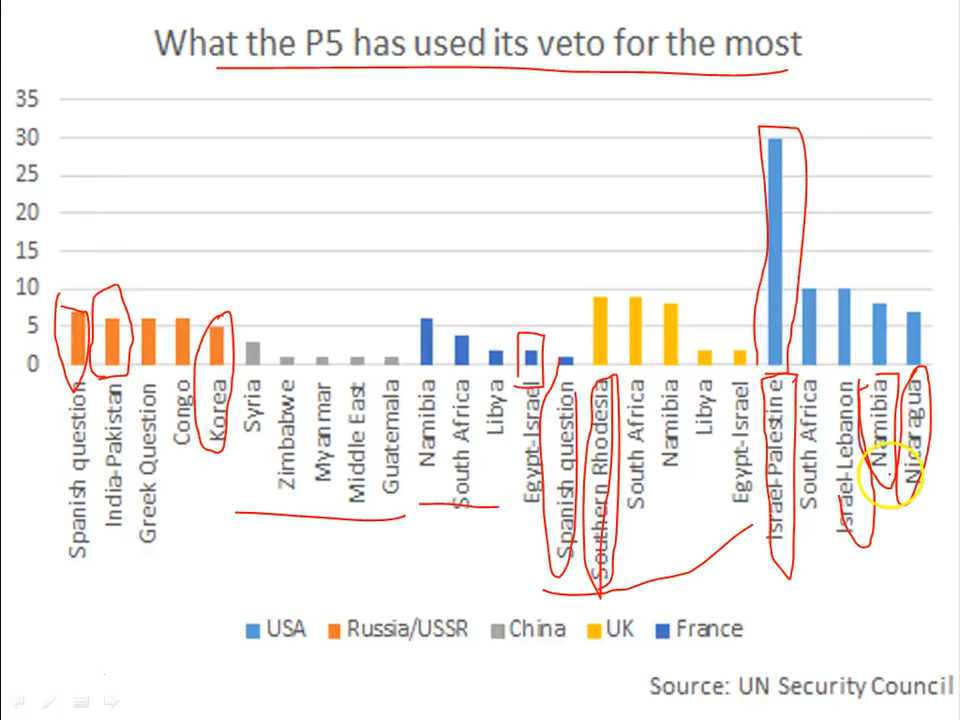 What the P5 has used its veto for the most
35
30
25
20
15
10
5
0
Spanish question
India-Pakistan
Greek Question
Congo
Korea
Syria
Zimbabwe
Myanmar
Middle East
Guatemala
Namibia
South Africa
Libya
Egypt-Israel
Spanish question
Southern Rhodesia
South Africa
Namibia
Libya
Egypt-Israel
Israel-Palestine
South Africa
Israel-Lebanon
Namibia
Nicaragua
USA Russia/USSR China UK France
Source: UN Security Council